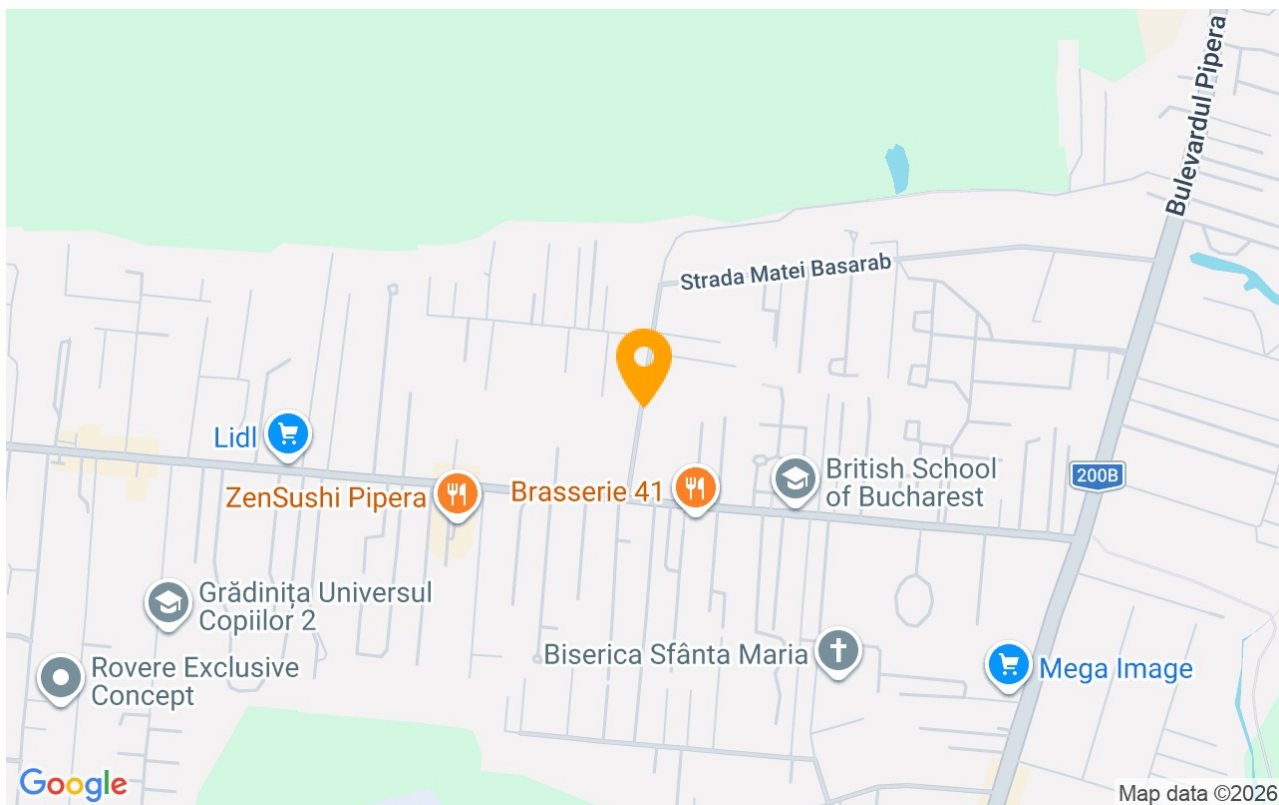 Bulevardul Pipera
Strada Matei Basarab
Lidl
ZenSushi Pipera
Brasserie 41
British School
of Bucharest
200B
Grădinița Universul
Copiilor 2
Biserica Sfânta Maria
Rovere Exclusive
Concept
Mega Image
Google
Map data ©2026